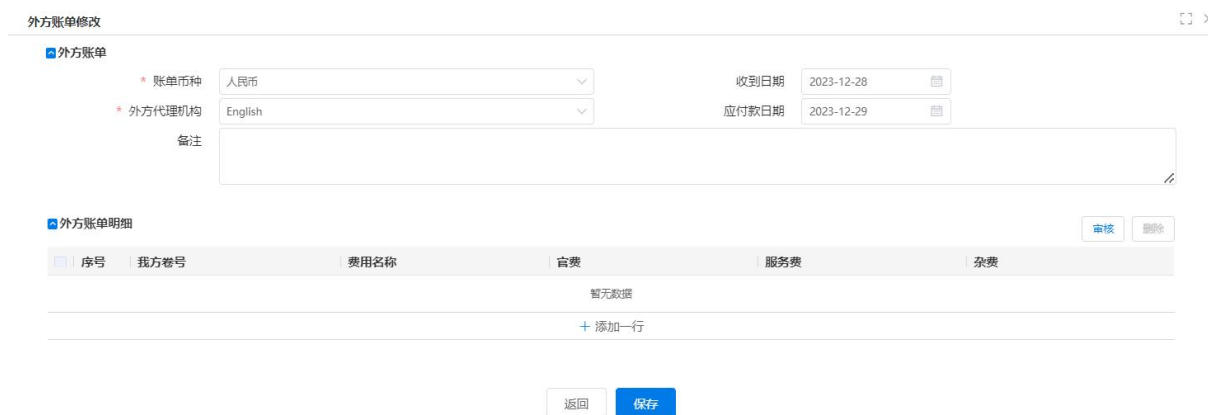 外方账单修改
外方账单
* 账单币种 人民币 收到日期 2023-12-28
* 外方代理机构 English 应付款日期 2023-12-29
备注
外方账单明细 审核 删除
序号 我方卷号 费用名称 官费 服务费 杂费
暂无数据
+ 添加一行
返回 保存